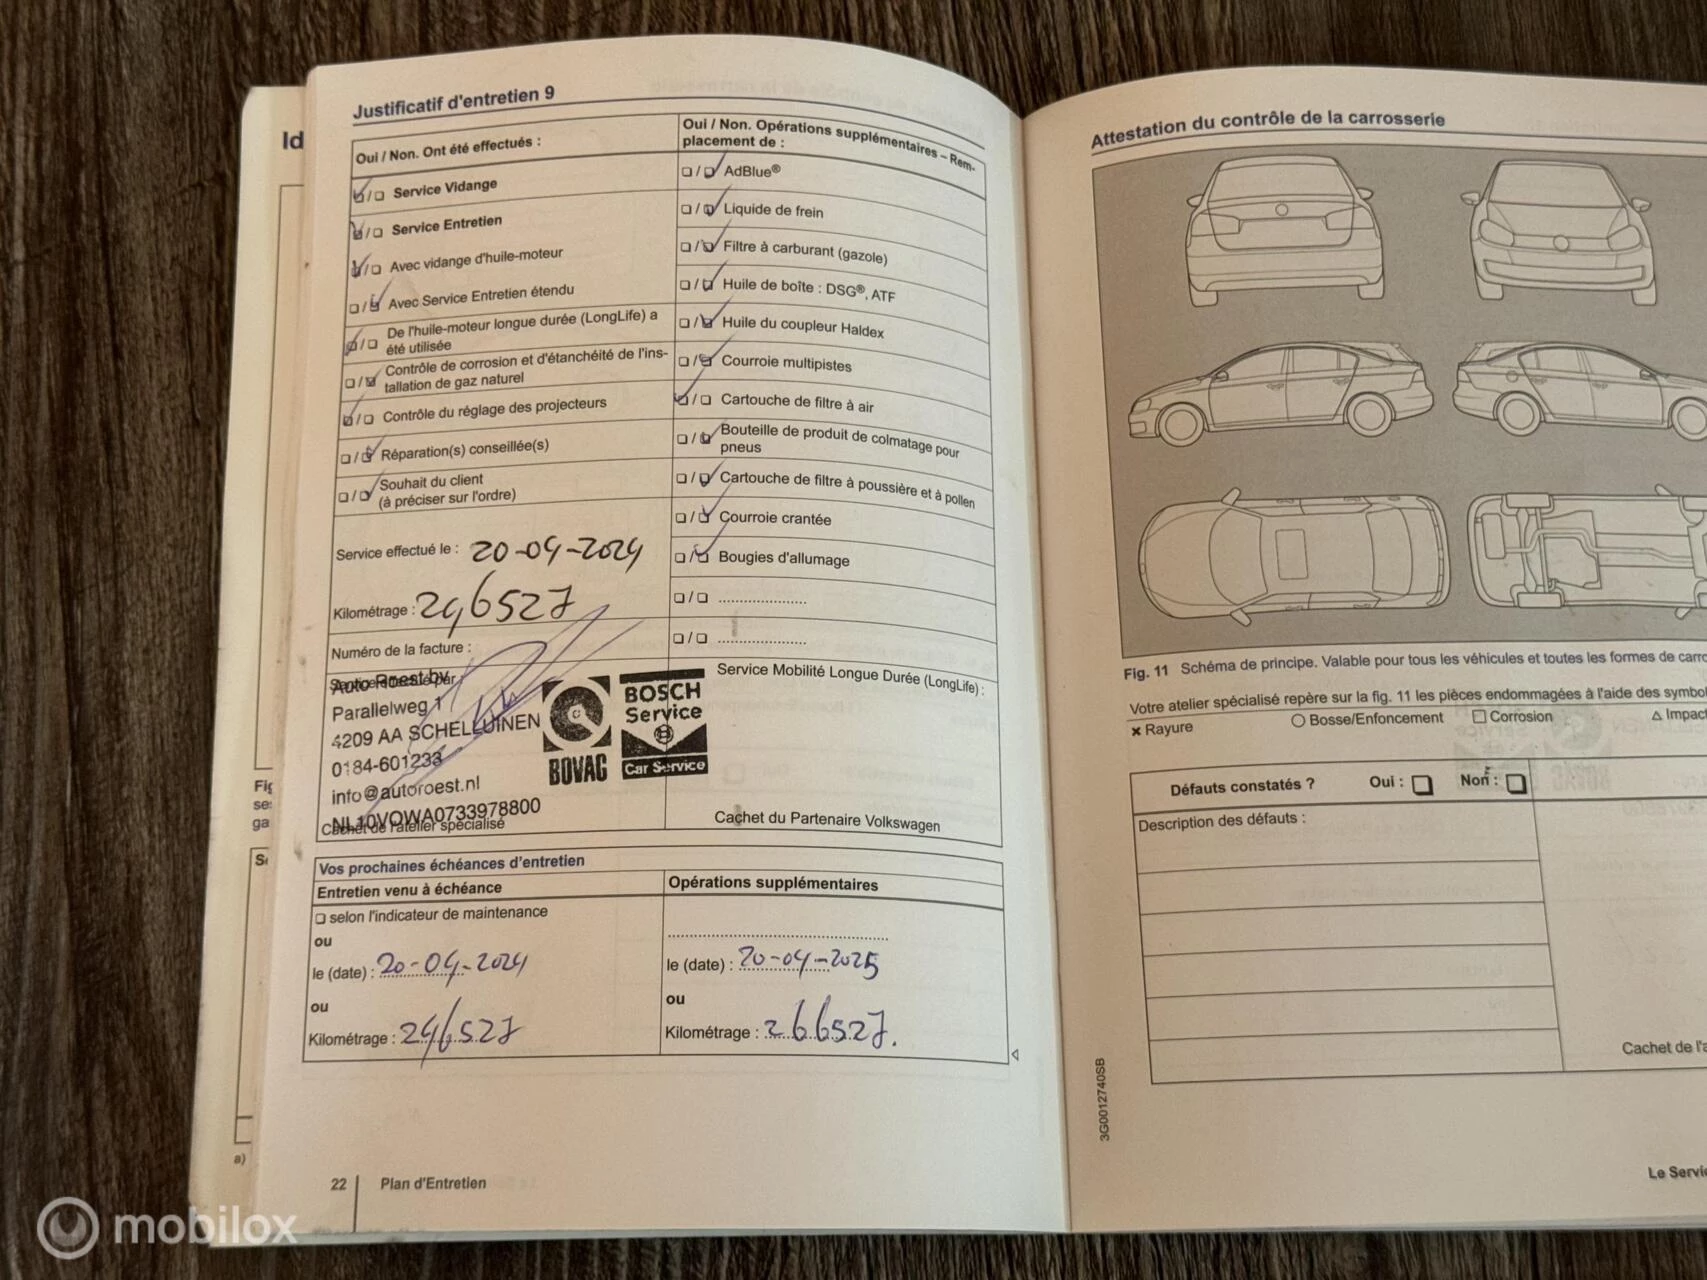 Id
Justificatif d'entretien 9
Oui / Non. Ont été effectués :
☑/❑ Service Vidange
☑/❑ Service Entretien
☑/❑ Avec vidange d'huile-moteur
❑/☑ Avec Service Entretien étendu
☑/❑ De l'huile-moteur longue durée (LongLife) a
été utilisée
❑/☑ Contrôle de corrosion et d'étanchéité de l'ins-
tallation de gaz naturel
☑/❑ Contrôle du réglage des projecteurs
❑/☑ Réparation(s) conseillée(s)
❑/☑ Souhait du client
(à préciser sur l'ordre)
Service effectué le : 20-04-2024
Kilométrage : 246527
Numéro de la facture :
Auto Roest bv
Parallelweg 1
4209 AA SCHELLUINEN
0184-601233
info@autoroest.nl
NL10VOWA0733978800
Cachet de l'atelier spécialisé
BOVAG
BOSCH
Service
Car Service
Oui / Non. Opérations supplémentaires – Rem-
placement de :
❑/☑ AdBlue®
❑/☑ Liquide de frein
❑/☑ Filtre à carburant (gazole)
❑/☑ Huile de boîte : DSG®, ATF
❑/☑ Huile du coupleur Haldex
❑/☑ Courroie multipistes
☑/❑ Cartouche de filtre à air
❑/☑ Bouteille de produit de colmatage pour
pneus
❑/☑ Cartouche de filtre à poussière et à pollen
❑/☑ Courroie crantée
❑/☑ Bougies d'allumage
❑/❑ ......................
❑/❑ ......................
Service Mobilité Longue Durée (LongLife) :
Cachet du Partenaire Volkswagen
Vos prochaines échéances d'entretien
Entretien venu à échéance
❑ selon l'indicateur de maintenance
ou
le (date) : 20-04-2024
ou
Kilométrage : 246527
Opérations supplémentaires
le (date) : 20-04-2025
ou
Kilométrage : 266527.
22 Plan d'Entretien
a)
Attestation du contrôle de la carrosserie
Fig. 11 Schéma de principe. Valable pour tous les véhicules et toutes les formes de
Votre atelier spécialisé repère sur la fig. 11 les pièces endommagées à l'aide des
× Rayure ○ Bosse/Enfoncement □ Corrosion △ Impact
Défauts constatés ? Oui : ❑ Non : ❑
Description des défauts :
Cachet de
3G0012740SB
Le
mobilox